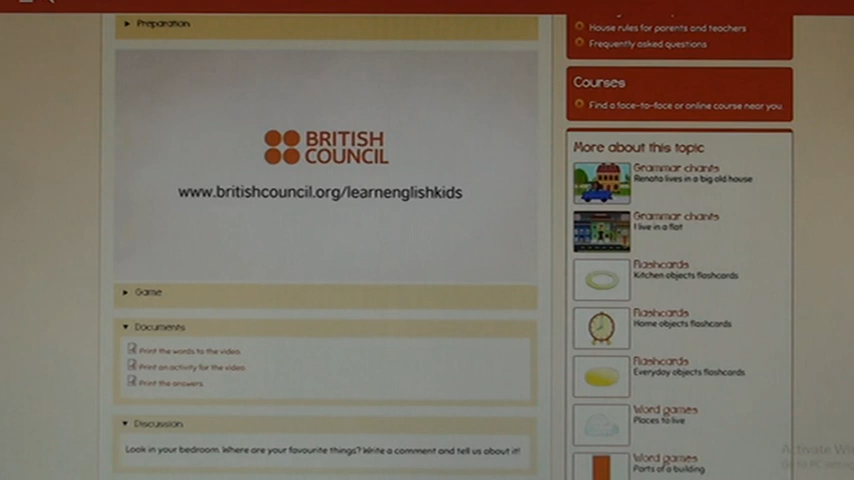 Preparation
BRITISH
COUNCIL
www.britishcouncil.org/learnenglishkids
Game
Documents
Print the words to the video
Print an activity for the video
Print the answers
Discussion
Look in your bedroom. Where are your favourite things? Write a comment and tell us about it!
House rules for parents and teachers
Frequently asked questions
Courses
Find a face-to-face or online course near you
More about this topic
Grammar chants
Renata lives in a big old house
Grammar chants
I live in a flat
Flashcards
Kitchen objects flashcards
Flashcards
Home objects flashcards
Flashcards
Everyday objects flashcards
Word games
Places to live
Word games
Parts of a building
Activate
Go to PC